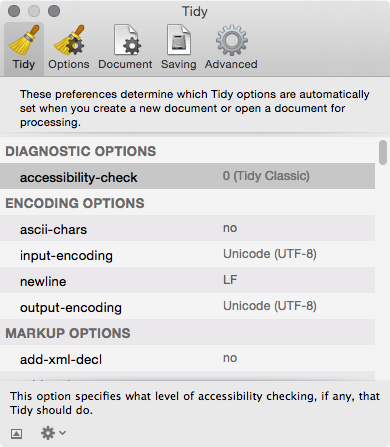 Tidy
Tidy Options Document Saving Advanced
These preferences determine which Tidy options are automatically
set when you create a new document or open a document for
processing.
DIAGNOSTIC OPTIONS
accessibility-check 0 (Tidy Classic)
ENCODING OPTIONS
ascii-chars no
input-encoding Unicode (UTF-8)
newline LF
output-encoding Unicode (UTF-8)
MARKUP OPTIONS
add-xml-decl no
This option specifies what level of accessibility checking, if any, that
Tidy should do.